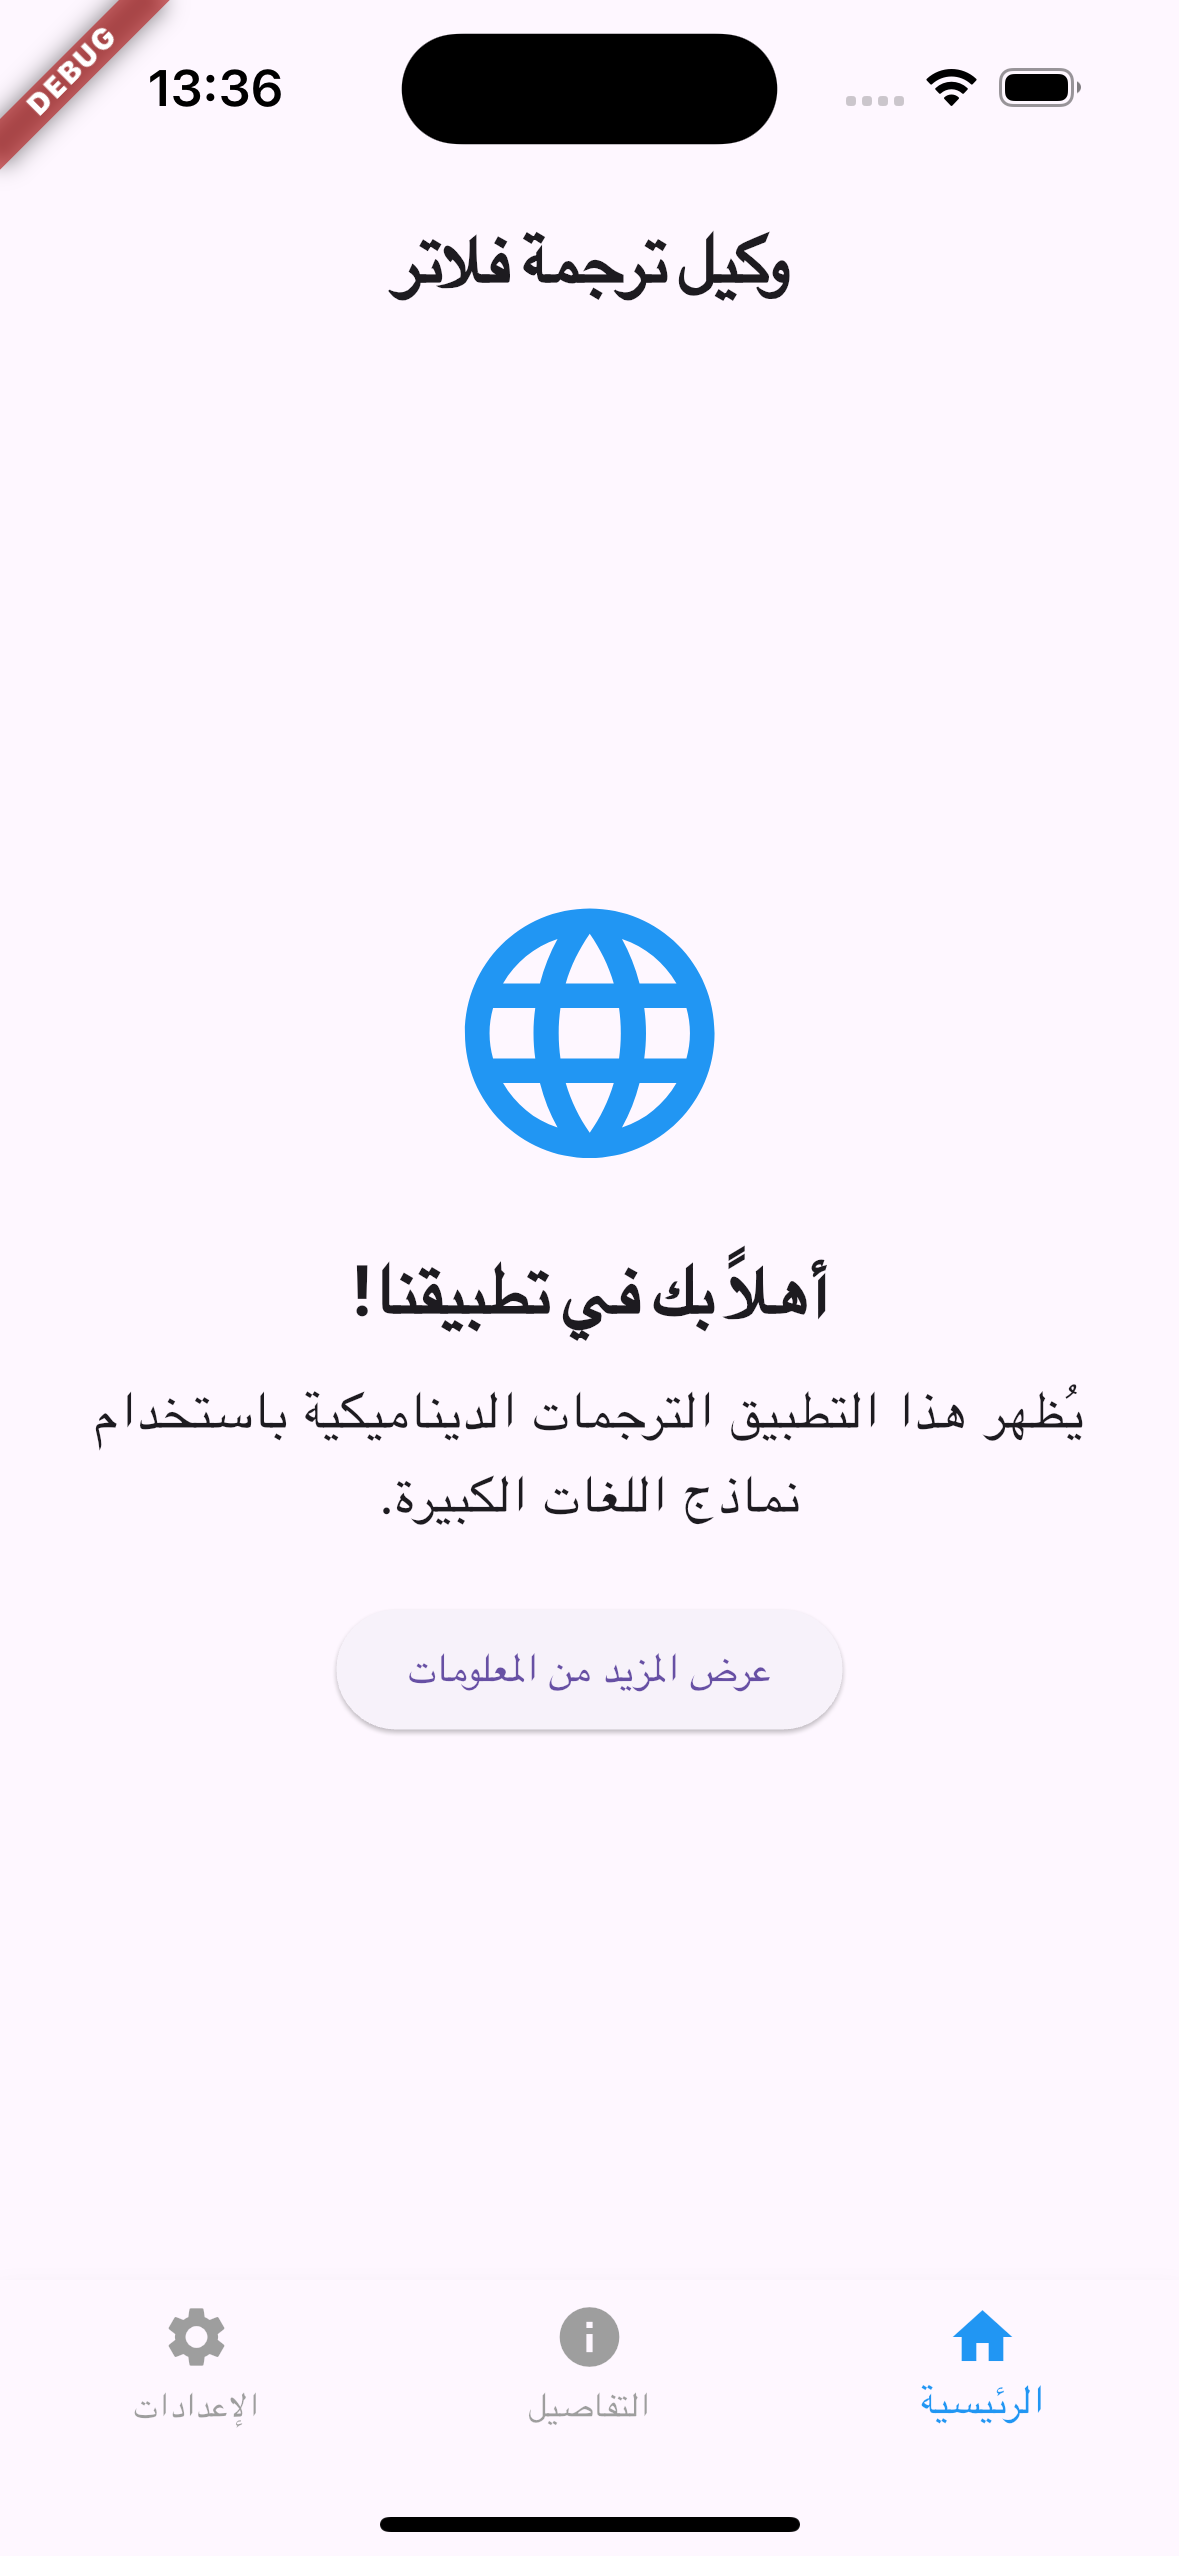 DEBUG
13:36
وكيل ترجمة فلاتر
أهلاً بك في تطبيقنا!
يُظهر هذا التطبيق الترجمات الديناميكية باستخدام
نماذج اللغات الكبيرة.
عرض المزيد من المعلومات
الرئيسية
التفاصيل
الإعدادات